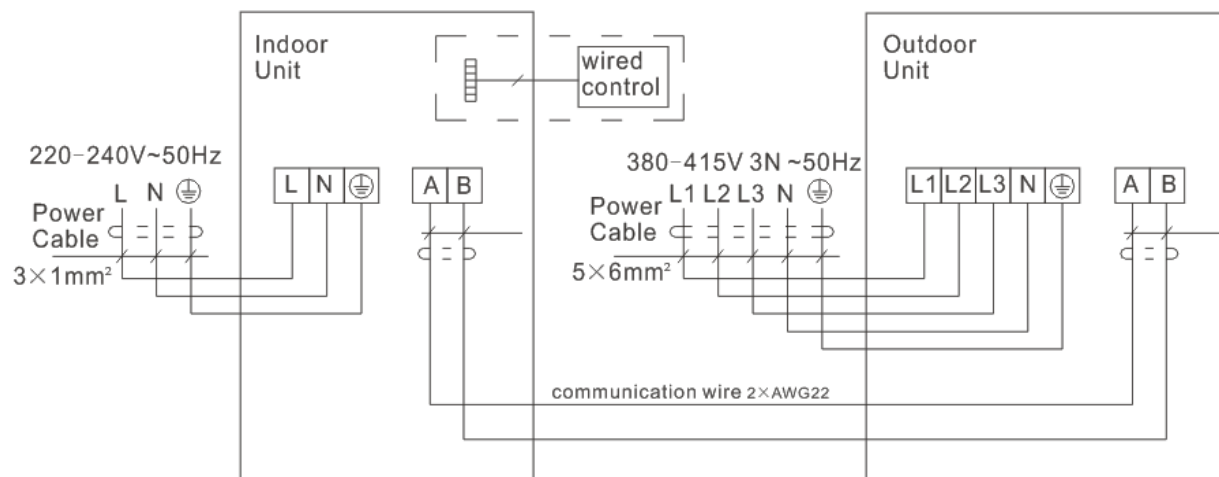 Indoor
Unit
wired
control
Outdoor
Unit
220-240V~50Hz
L N
Power
Cable
3×1mm²
L N
A B
380-415V 3N ~50Hz
L1 L2 L3 N
Power
Cable
5×6mm²
L1 L2 L3 N
A B
communication wire 2×AWG22